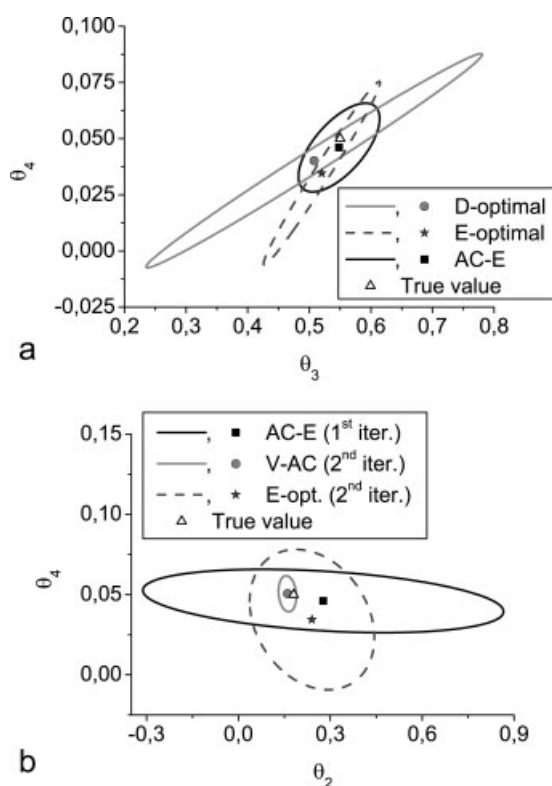 0,100
0,075
0,050
0,025
0,000
-0,025
θ4
0,2 0,3 0,4 0,5 0,6 0,7 0,8
θ3
, D-optimal
, E-optimal
, AC-E
True value
a
0,15
0,10
0,05
0,00
θ4
, AC-E (1st iter.)
, V-AC (2nd iter.)
, E-opt. (2nd iter.)
True value
-0,3 0,0 0,3 0,6 0,9
θ2
b